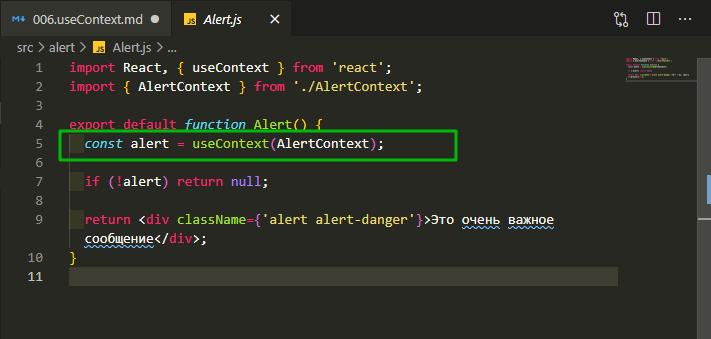 006.useContext.md
JS Alert.js
src > alert > JS Alert.js > ...
1 import React, { useContext } from 'react';
2 import { AlertContext } from './AlertContext';
3
4 export default function Alert() {
5 const alert = useContext(AlertContext);
6
7 if (!alert) return null;
8
9 return <div className={'alert alert-danger'}>Это очень важное
сообщение</div>;
10 }
11